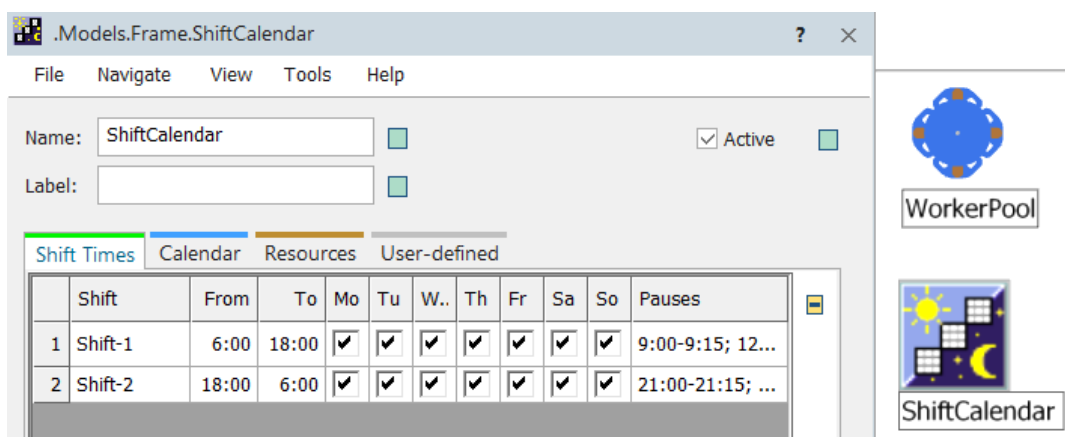 .Models.Frame.ShiftCalendar ? ×
File Navigate View Tools Help
Name: ShiftCalendar Active
Label:
Shift Times Calendar Resources User-defined
Shift From To Mo Tu W.. Th Fr Sa So Pauses
1 Shift-1 6:00 18:00 9:00-9:15; 12...
2 Shift-2 18:00 6:00 21:00-21:15; ...
WorkerPool
ShiftCalendar